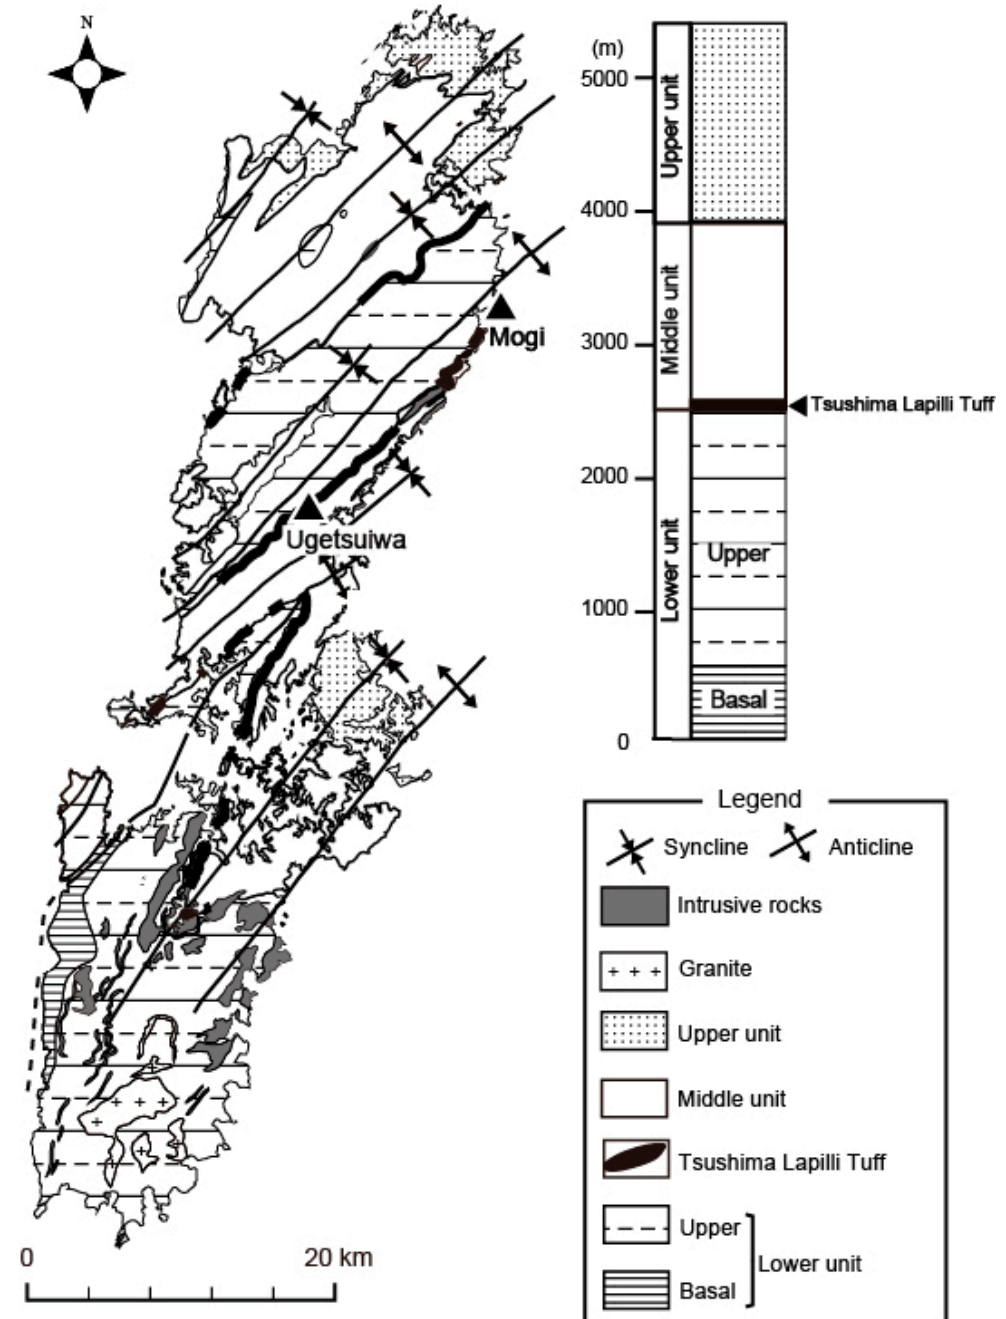 N
Mogi
Ugetsuiwa
0
20 km
(m)
5000
4000
3000
2000
1000
0
Upper unit
Middle unit
Lower unit
Tsushima Lapilli Tuff
Upper
Basal
Legend
Syncline
Anticline
Intrusive rocks
Granite
Upper unit
Middle unit
Tsushima Lapilli Tuff
Upper
Lower unit
Basal